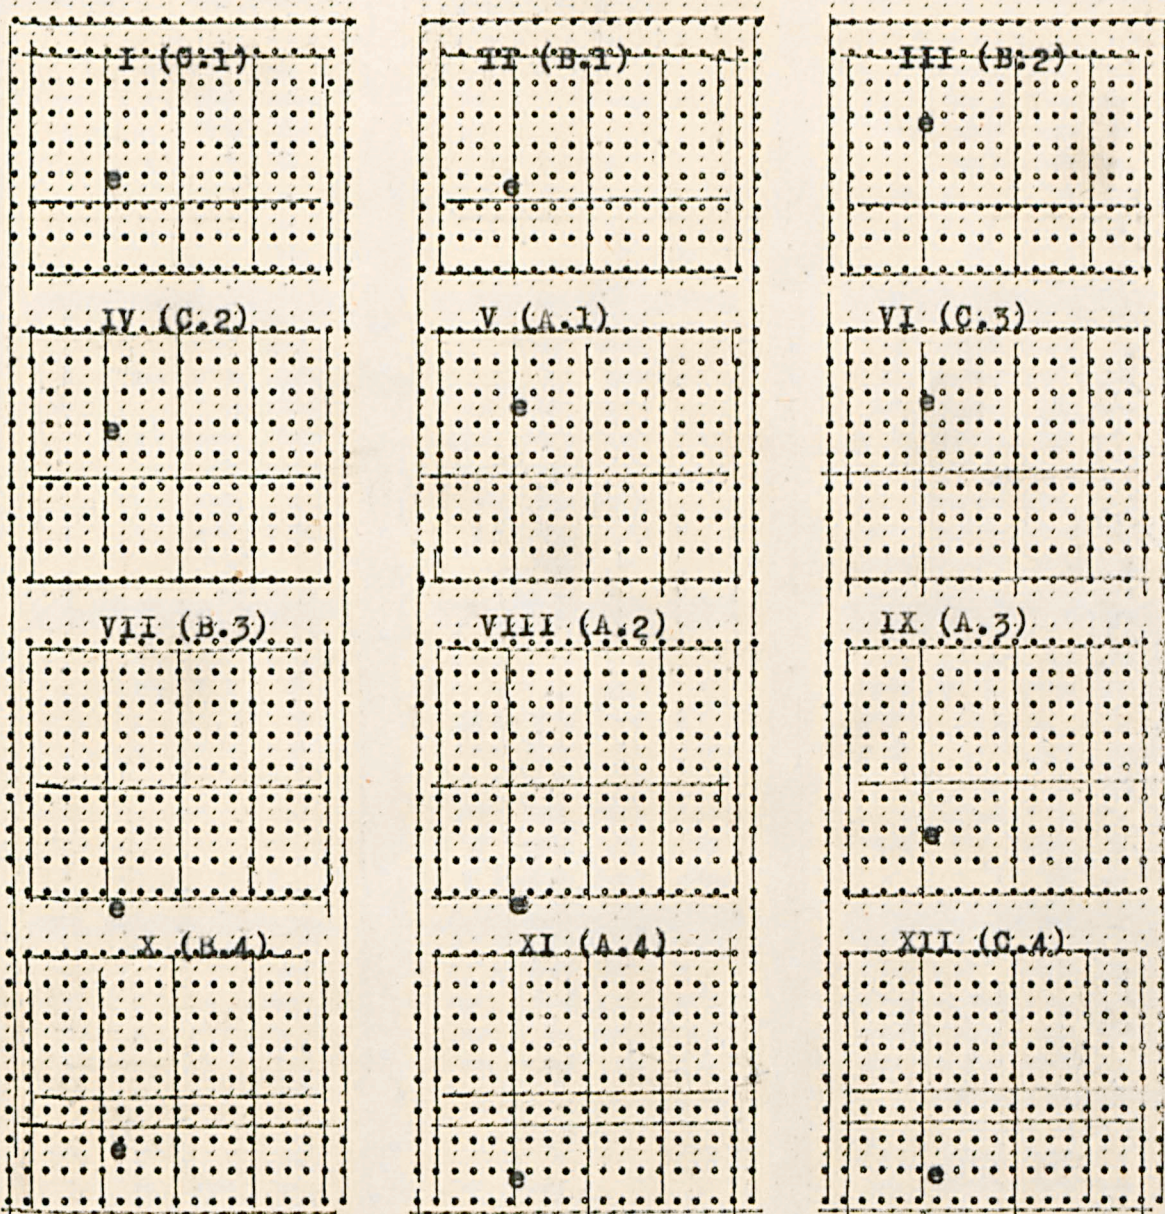 I (C.1) II (B.1) III (B.2)
e e e
IV (C.2) V (A.1) VI (C.3)
e e e
VII (B.3) VIII (A.2) IX (A.3)
e
e e
X (B.4) XI (A.4) XII (C.4)
e e e